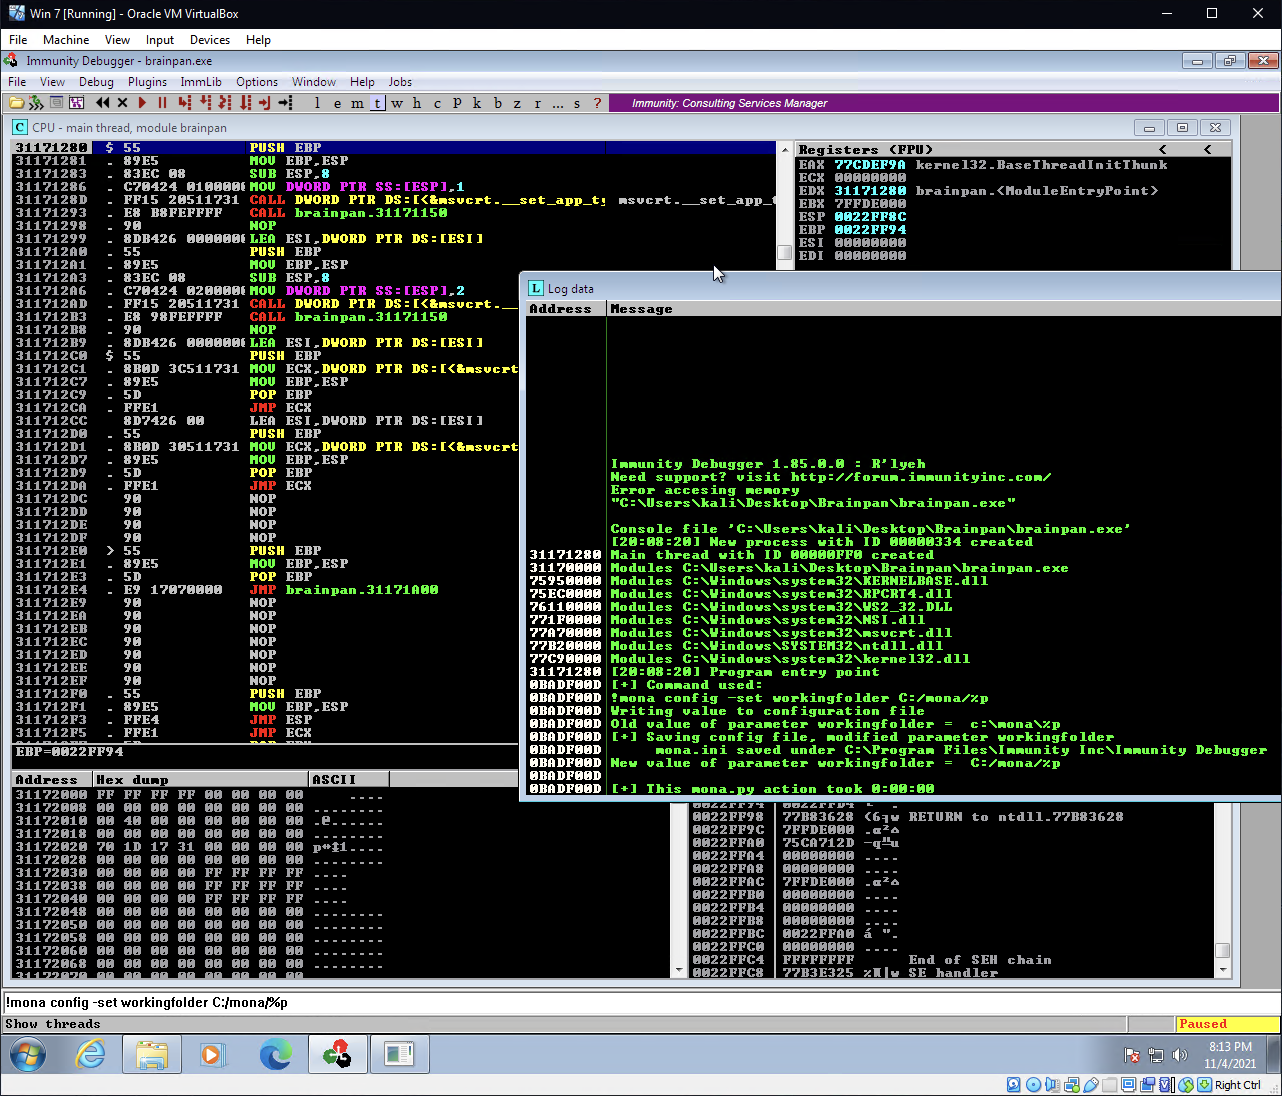 Win 7 [Running] - Oracle VM VirtualBox
File Machine View Input Devices Help
Immunity Debugger - brainpan.exe
File View Debug Plugins ImmLib Options Window Help Jobs
l e m t w h c P k b z r ... s ? Immunity: Consulting Services Manager
C CPU - main thread, module brainpan
31171280 $ 55 PUSH EBP
31171281 . 89E5 MOV EBP,ESP
31171283 . 83EC 08 SUB ESP,8
31171286 . C70424 0100000 MOV DWORD PTR SS:[ESP],1
3117128D . FF15 20511731 CALL DWORD PTR DS:[<&msvcrt.__set_app_ty msvcrt.__set_app_t
31171293 . E8 B8FEFFFF CALL brainpan.31171150
31171298 . 90 NOP
31171299 . 8DB426 0000000 LEA ESI,DWORD PTR DS:[ESI]
311712A0 . 55 PUSH EBP
311712A1 . 89E5 MOV EBP,ESP
311712A3 . 83EC 08 SUB ESP,8
311712A6 . C70424 0200000 MOV DWORD PTR SS:[ESP],2
311712AD . FF15 20511731 CALL DWORD PTR DS:[<&msvcrt.__
311712B3 . E8 98FEFFFF CALL brainpan.31171150
311712B8 . 90 NOP
311712B9 . 8DB426 0000000 LEA ESI,DWORD PTR DS:[ESI]
311712C0 $ 55 PUSH EBP
311712C1 . 8B0D 3C511731 MOV ECX,DWORD PTR DS:[<&msvcrt
311712C7 . 89E5 MOV EBP,ESP
311712C9 . 5D POP EBP
311712CA . FFE1 JMP ECX
311712CC 8D7426 00 LEA ESI,DWORD PTR DS:[ESI]
311712D0 . 55 PUSH EBP
311712D1 . 8B0D 30511731 MOV ECX,DWORD PTR DS:[<&msvcrt
311712D7 . 89E5 MOV EBP,ESP
311712D9 . 5D POP EBP
311712DA . FFE1 JMP ECX
311712DC 90 NOP
311712DD 90 NOP
311712DE 90 NOP
311712DF 90 NOP
311712E0 > 55 PUSH EBP
311712E1 . 89E5 MOV EBP,ESP
311712E3 . 5D POP EBP
311712E4 . E9 17070000 JMP brainpan.31171A00
311712E9 90 NOP
311712EA 90 NOP
311712EB 90 NOP
311712EC 90 NOP
311712ED 90 NOP
311712EE 90 NOP
311712EF 90 NOP
311712F0 . 55 PUSH EBP
311712F1 . 89E5 MOV EBP,ESP
311712F3 . FFE4 JMP ESP
311712F5 . FFE1 JMP ECX
EBP=0022FF94
Registers (FPU) < <
EAX 77CDEF9A kernel32.BaseThreadInitThunk
ECX 00000000
EDX 31171280 brainpan.<ModuleEntryPoint>
EBX 7FFDE000
ESP 0022FF8C
EBP 0022FF94
ESI 00000000
EDI 00000000
L Log data
Address Message
Immunity Debugger 1.85.0.0 : R'lyeh
Need support? visit http://forum.immunityinc.com/
Error accesing memory
"C:\Users\kali\Desktop\Brainpan\brainpan.exe"
Console file 'C:\Users\kali\Desktop\Brainpan\brainpan.exe'
[20:08:20] New process with ID 00000334 created
31171280 Main thread with ID 00000FF0 created
31170000 Modules C:\Users\kali\Desktop\Brainpan\brainpan.exe
75950000 Modules C:\Windows\system32\KERNELBASE.dll
75EC0000 Modules C:\Windows\system32\RPCRT4.dll
76110000 Modules C:\Windows\system32\WS2_32.DLL
771F0000 Modules C:\Windows\system32\NSI.dll
77A70000 Modules C:\Windows\system32\msvcrt.dll
77B20000 Modules C:\Windows\SYSTEM32\ntdll.dll
77C90000 Modules C:\Windows\system32\kernel32.dll
31171280 [20:08:20] Program entry point
0BADF00D [+] Command used:
0BADF00D !mona config -set workingfolder C:/mona/%p
0BADF00D Writing value to configuration file
0BADF00D Old value of parameter workingfolder = c:\mona\%p
0BADF00D [+] Saving config file, modified parameter workingfolder
0BADF00D mona.ini saved under C:\Program Files\Immunity Inc\Immunity Debugger
0BADF00D New value of parameter workingfolder = C:/mona/%p
0BADF00D
0BADF00D [+] This mona.py action took 0:00:00
Address Hex dump ASCII
31172000 FF FF FF FF 00 00 00 00 ....
31172008 00 00 00 00 00 00 00 00 ........
31172010 00 40 00 00 00 00 00 00 .@......
31172018 00 00 00 00 00 00 00 00 ........
31172020 70 1D 17 31 00 00 00 00 p↔↨1....
31172028 00 00 00 00 00 00 00 00 ........
31172030 00 00 00 00 FF FF FF FF ....
31172038 00 00 00 00 FF FF FF FF ....
31172040 00 00 00 00 FF FF FF FF ....
31172048 00 00 00 00 00 00 00 00 ........
31172050 00 00 00 00 00 00 00 00 ........
31172058 00 00 00 00 00 00 00 00 ........
31172060 00 00 00 00 00 00 00 00 ........
31172068 00 00 00 00 00 00 00 00 ........
31172070 00 00 00 00 00 00 00 00
0022FF94 0022FFD4
0022FF98 77B83628 (6╕w RETURN to ntdll.77B83628
0022FF9C 7FFDE000 .α²⌂
0022FFA0 75CA712D -q╩u
0022FFA4 00000000 ....
0022FFA8 00000000 ....
0022FFAC 7FFDE000 .α²⌂
0022FFB0 00000000 ....
0022FFB4 00000000 ....
0022FFB8 00000000 ....
0022FFBC 0022FFA0 á ".
0022FFC0 00000000 ....
0022FFC4 FFFFFFFF End of SEH chain
0022FFC8 77B3E325 SE handler
!mona config -set workingfolder C:/mona/%p
Show threads
Paused
8:13 PM
11/4/2021
Right Ctrl